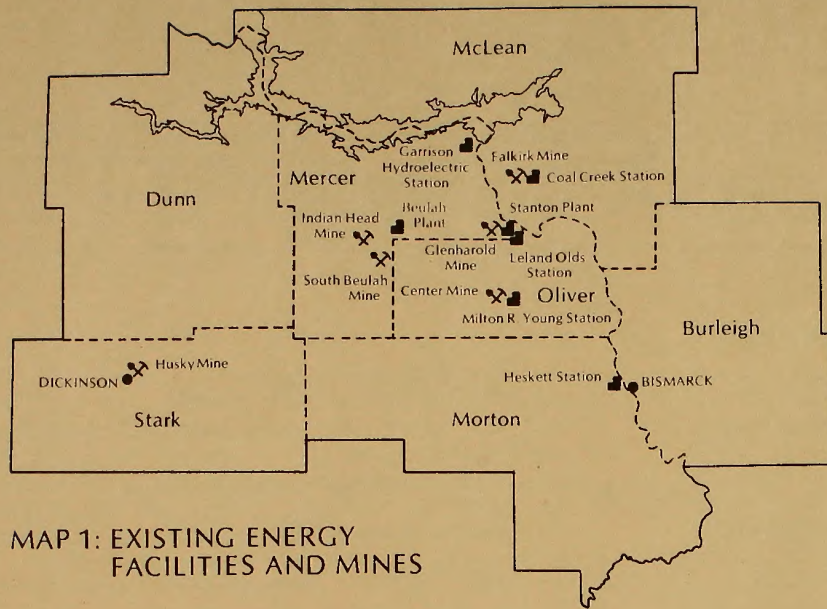 McLean
Garrison
Hydroelectric
Station
Falkirk Mine
Coal Creek Station
Mercer
Dunn
Indian Head
Mine
Beulah
Plant
Stanton Plant
Glenharold
Mine
Leland Olds
Station
South Beulah
Mine
Center Mine
Oliver
Milton R. Young Station
Burleigh
Husky Mine
DICKINSON
Heskett Station
BISMARCK
Stark
Morton
MAP 1: EXISTING ENERGY
FACILITIES AND MINES